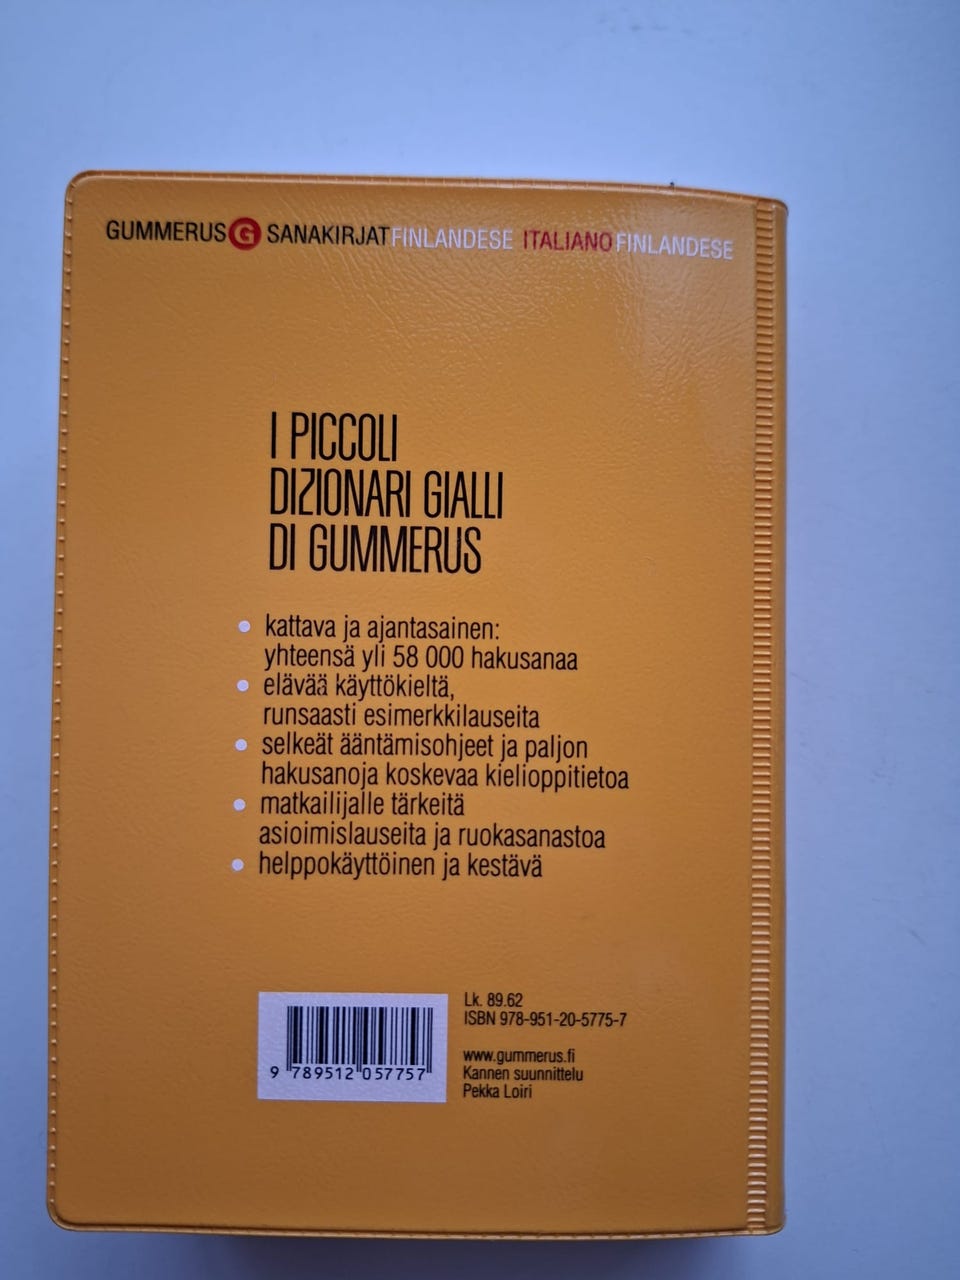 GUMMERUS G SANAKIRJAT FINLANDESE ITALIANO FINLANDESE
I PICCOLI
DIZIONARI GIALLI
DI GUMMERUS
• kattava ja ajantasainen:
yhteensä yli 58 000 hakusanaa
• elävää käyttökieltä,
runsaasti esimerkkilauseita
• selkeät ääntämisohjeet ja paljon
hakusanoja koskevaa kielioppitietoa
• matkailijalle tärkeitä
asioimislauseita ja ruokasanastoa
• helppokäyttöinen ja kestävä
Lk. 89.62
ISBN 978-951-20-5775-7
www.gummerus.fi
Kannen suunnittelu
Pekka Loiri
9 789512 057757